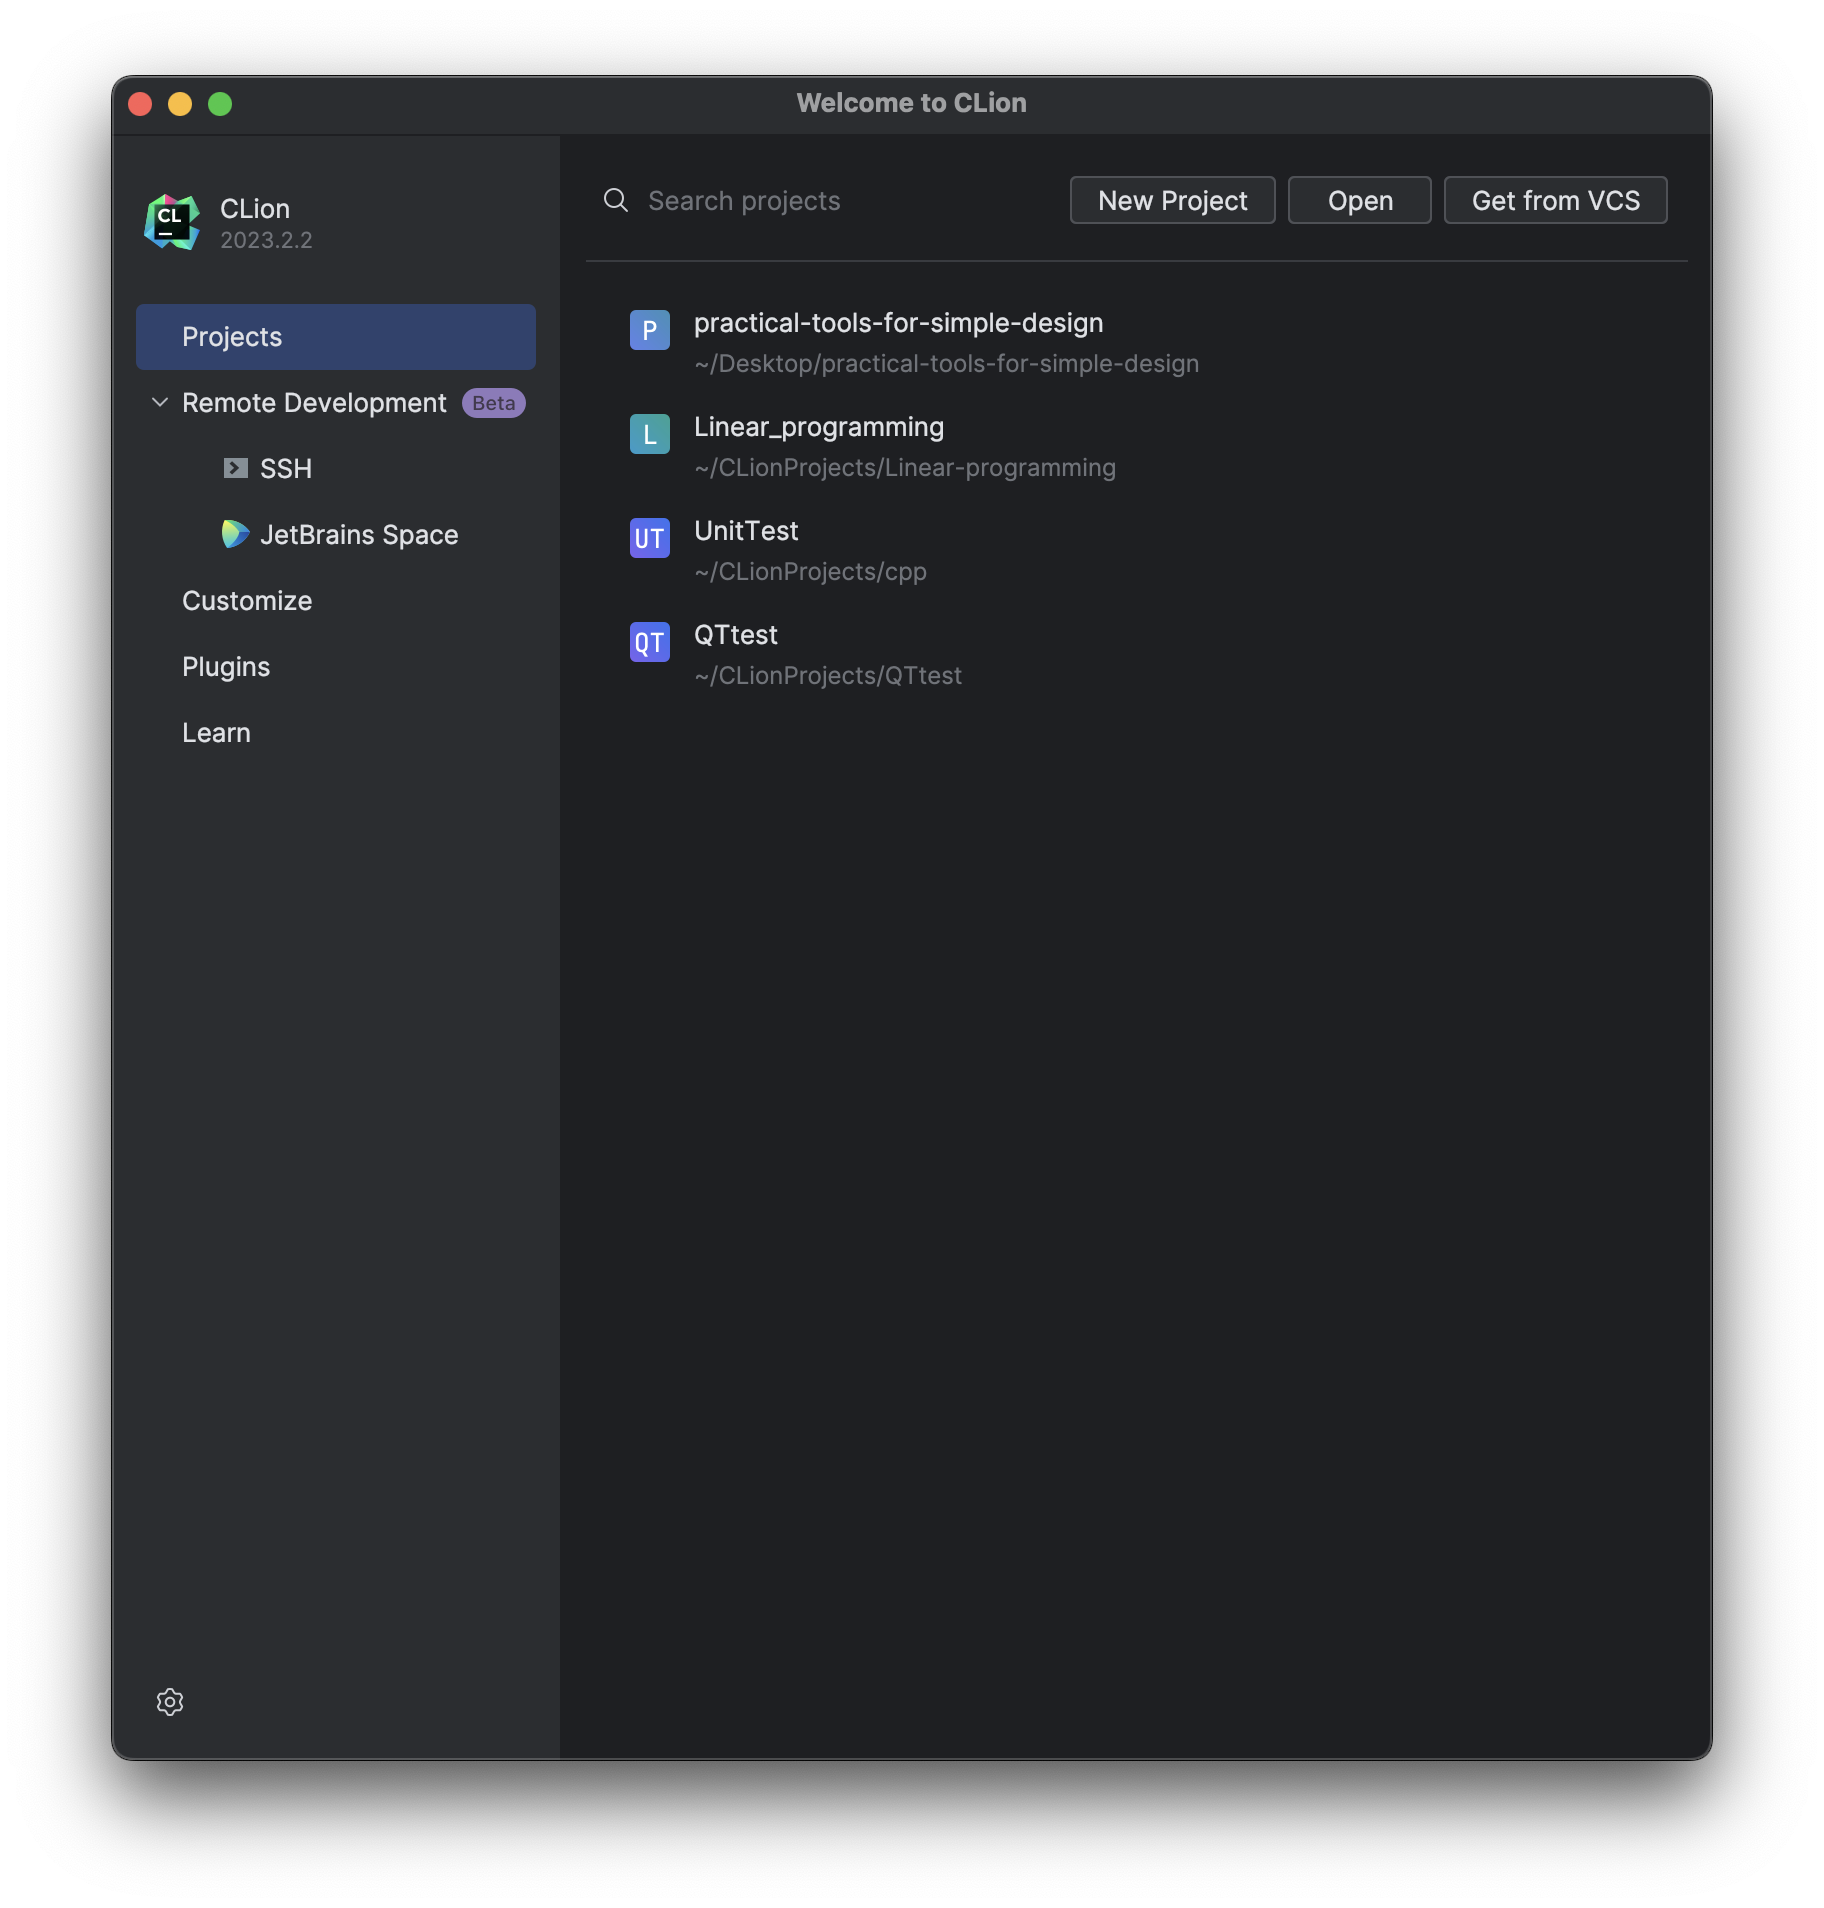 Welcome to CLion
CL
CLion
2023.2.2
Projects
Remote Development Beta
SSH
JetBrains Space
Customize
Plugins
Learn
Search projects
New Project
Open
Get from VCS
P
practical-tools-for-simple-design
~/Desktop/practical-tools-for-simple-design
L
Linear_programming
~/CLionProjects/Linear-programming
UT
UnitTest
~/CLionProjects/cpp
QT
QTtest
~/CLionProjects/QTtest